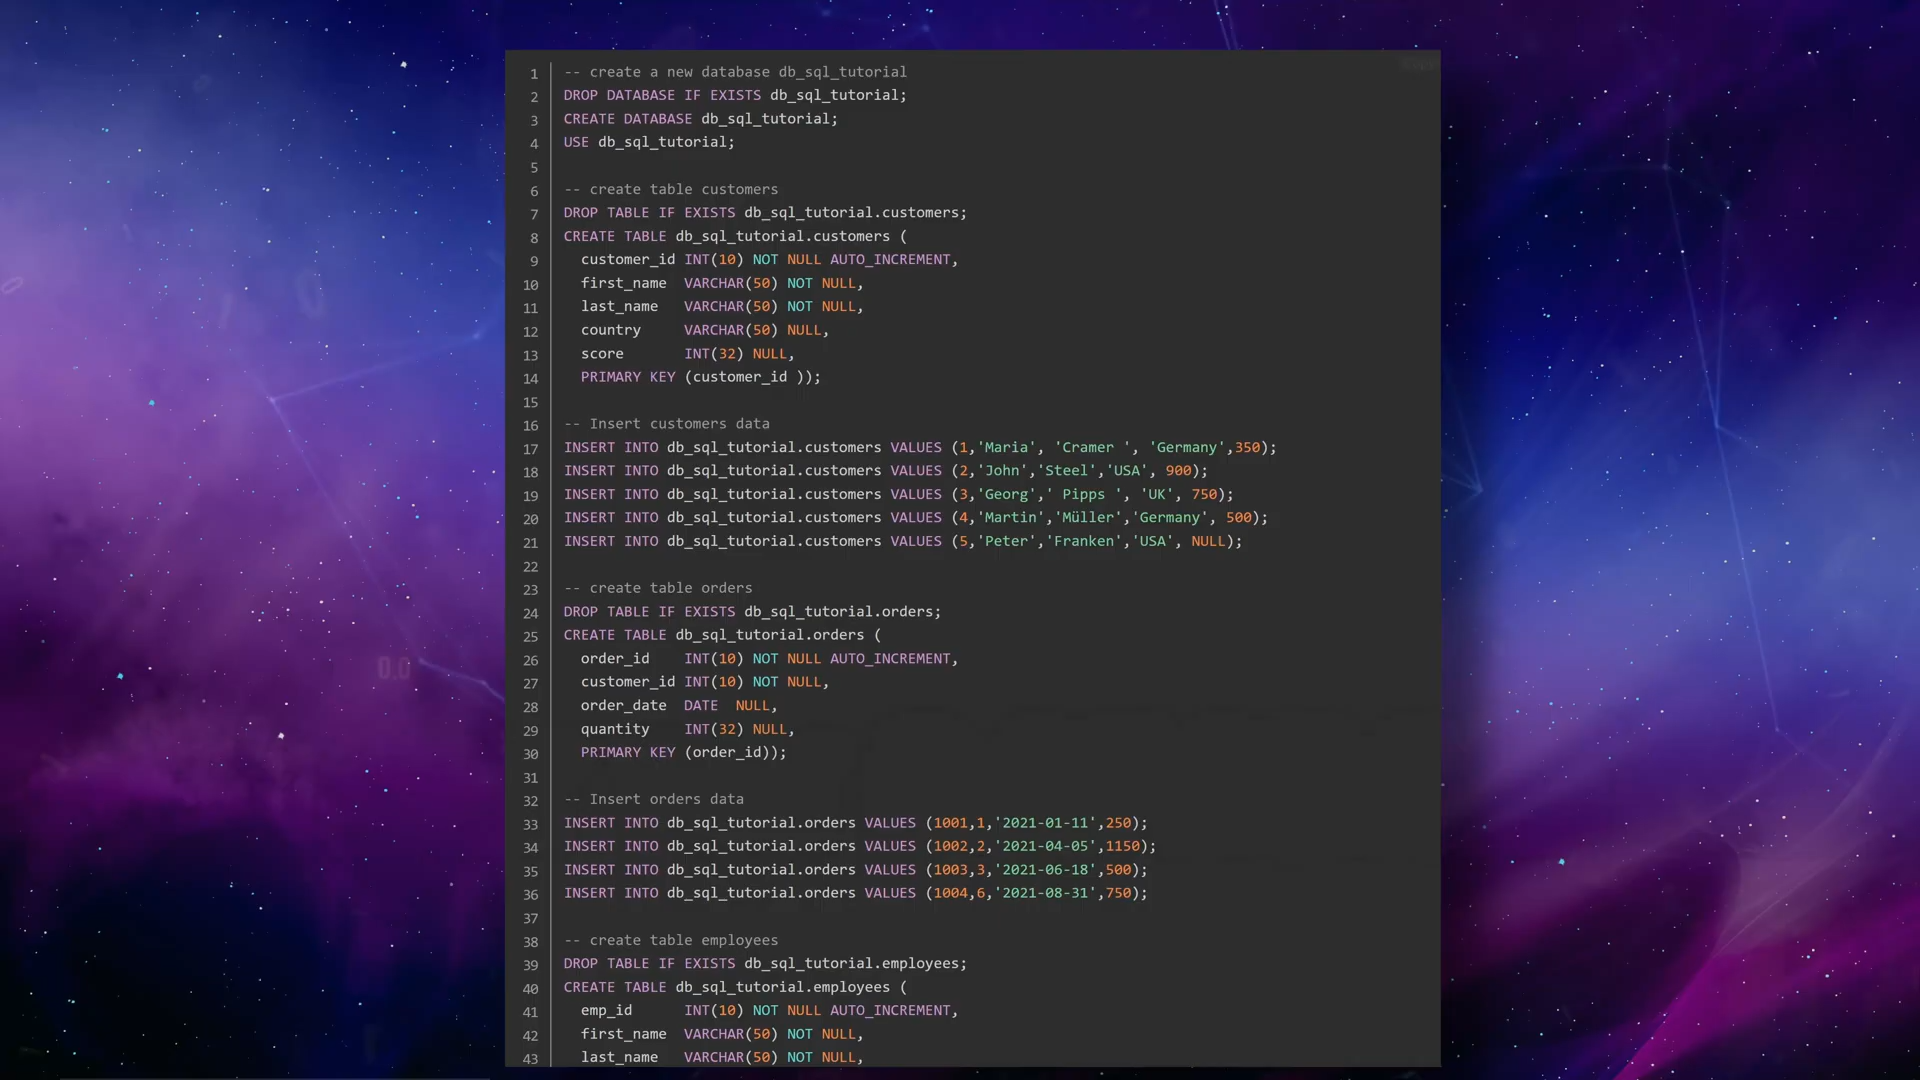 1 -- create a new database db_sql_tutorial
2 DROP DATABASE IF EXISTS db_sql_tutorial;
3 CREATE DATABASE db_sql_tutorial;
4 USE db_sql_tutorial;
5
6 -- create table customers
7 DROP TABLE IF EXISTS db_sql_tutorial.customers;
8 CREATE TABLE db_sql_tutorial.customers (
9   customer_id INT(10) NOT NULL AUTO_INCREMENT,
10   first_name  VARCHAR(50) NOT NULL,
11   last_name   VARCHAR(50) NOT NULL,
12   country     VARCHAR(50) NULL,
13   score       INT(32) NULL,
14   PRIMARY KEY (customer_id ));
15
16 -- Insert customers data
17 INSERT INTO db_sql_tutorial.customers VALUES (1,'Maria', 'Cramer ', 'Germany',350);
18 INSERT INTO db_sql_tutorial.customers VALUES (2,'John','Steel','USA', 900);
19 INSERT INTO db_sql_tutorial.customers VALUES (3,'Georg',' Pipps ', 'UK', 750);
20 INSERT INTO db_sql_tutorial.customers VALUES (4,'Martin','Müller','Germany', 500);
21 INSERT INTO db_sql_tutorial.customers VALUES (5,'Peter','Franken','USA', NULL);
22
23 -- create table orders
24 DROP TABLE IF EXISTS db_sql_tutorial.orders;
25 CREATE TABLE db_sql_tutorial.orders (
26   order_id    INT(10) NOT NULL AUTO_INCREMENT,
27   customer_id INT(10) NOT NULL,
28   order_date  DATE  NULL,
29   quantity    INT(32) NULL,
30   PRIMARY KEY (order_id));
31
32 -- Insert orders data
33 INSERT INTO db_sql_tutorial.orders VALUES (1001,1,'2021-01-11',250);
34 INSERT INTO db_sql_tutorial.orders VALUES (1002,2,'2021-04-05',1150);
35 INSERT INTO db_sql_tutorial.orders VALUES (1003,3,'2021-06-18',500);
36 INSERT INTO db_sql_tutorial.orders VALUES (1004,6,'2021-08-31',750);
37
38 -- create table employees
39 DROP TABLE IF EXISTS db_sql_tutorial.employees;
40 CREATE TABLE db_sql_tutorial.employees (
41   emp_id      INT(10) NOT NULL AUTO_INCREMENT,
42   first_name  VARCHAR(50) NOT NULL,
43   last_name   VARCHAR(50) NOT NULL,